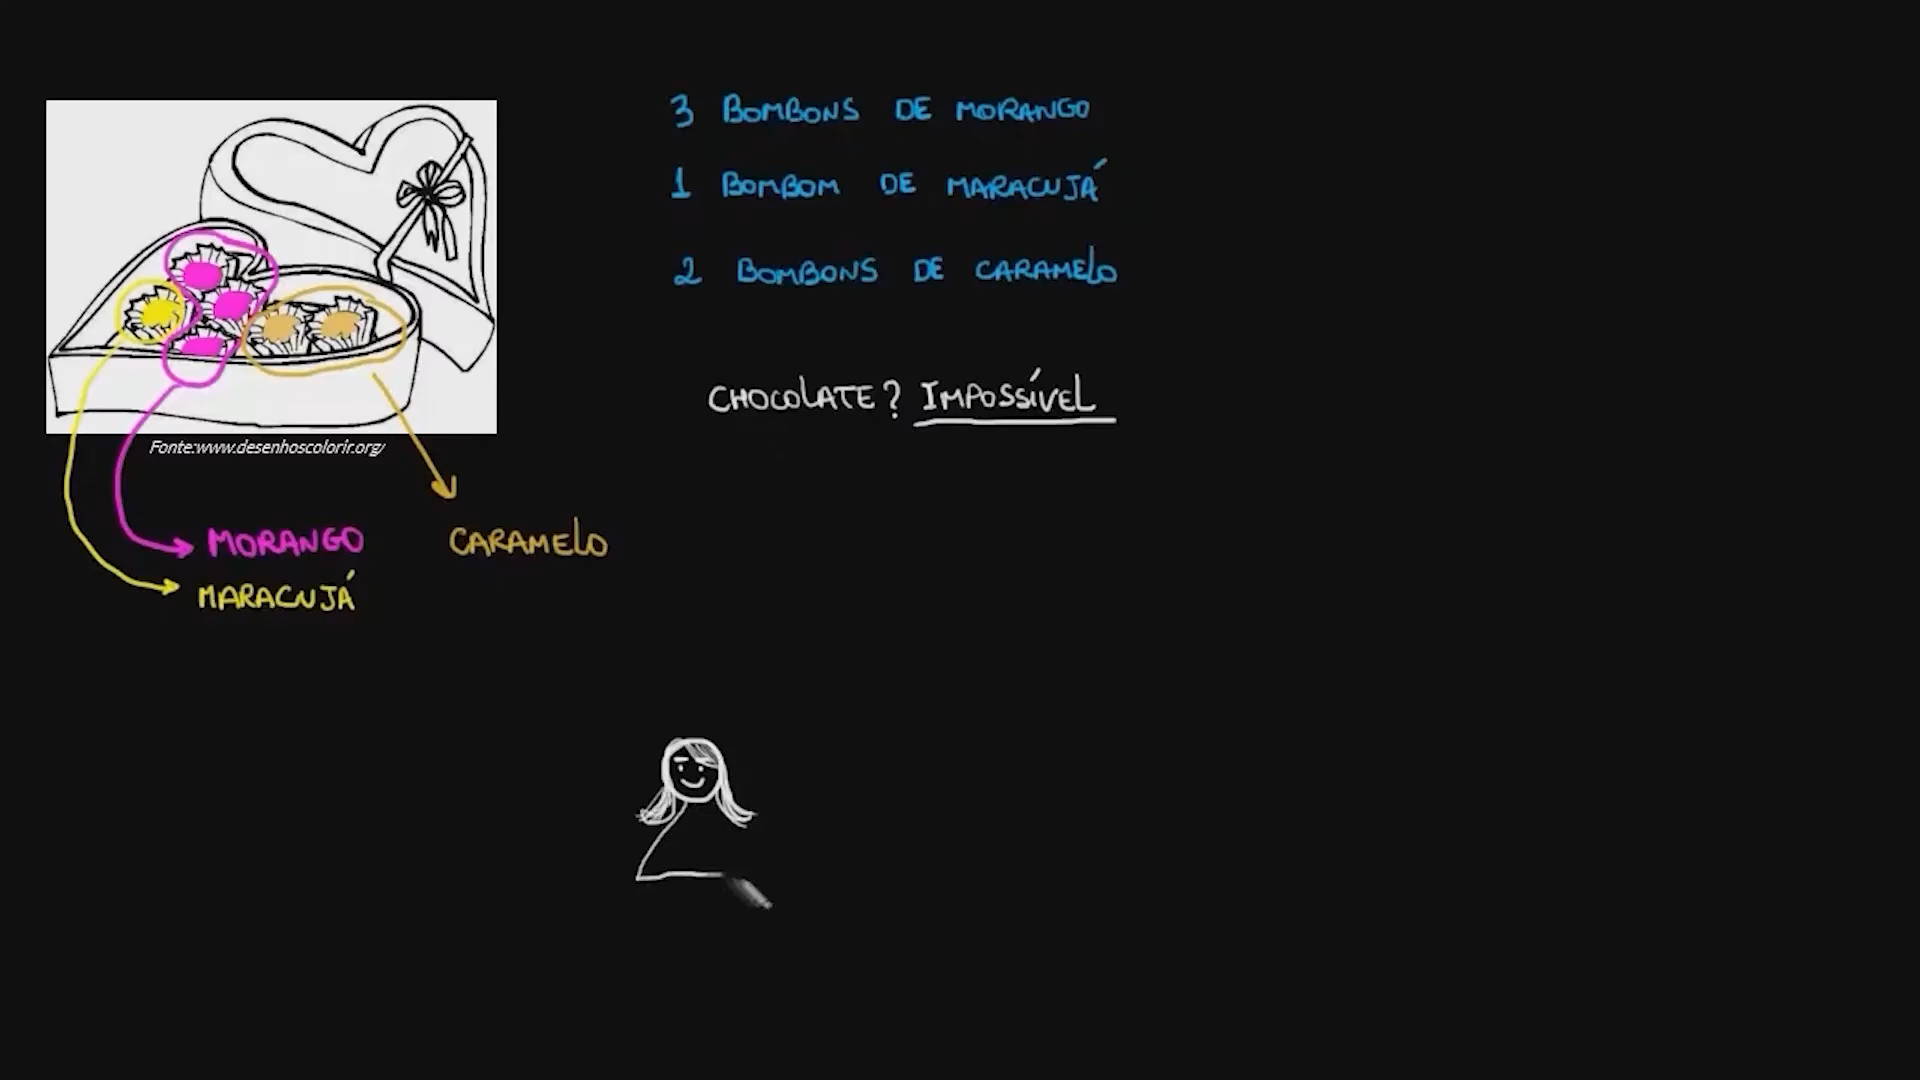 3 BOMBONS DE MORANGO
1 BOMBOM DE MARACUJÁ
2 BOMBONS DE CARAMELO
CHOCOLATE? IMPOSSÍVEL
Fonte:www.desenhoscolorir.org/
MORANGO
CARAMELO
MARACUJÁ